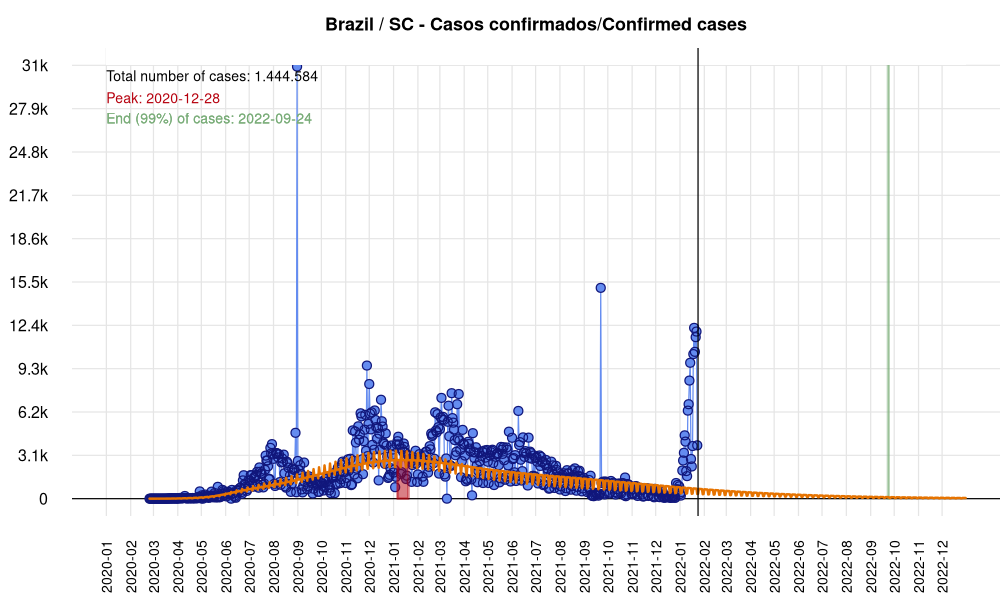 Brazil / SC - Casos confirmados/Confirmed cases
Total number of cases: 1.444.584
Peak: 2020-12-28
End (99%) of cases: 2022-09-24
31k
27.9k
24.8k
21.7k
18.6k
15.5k
12.4k
9.3k
6.2k
3.1k
0
2020-01
2020-02
2020-03
2020-04
2020-05
2020-06
2020-07
2020-08
2020-09
2020-10
2020-11
2020-12
2021-01
2021-02
2021-03
2021-04
2021-05
2021-06
2021-07
2021-08
2021-09
2021-10
2021-11
2021-12
2022-01
2022-02
2022-03
2022-04
2022-05
2022-06
2022-07
2022-08
2022-09
2022-10
2022-11
2022-12